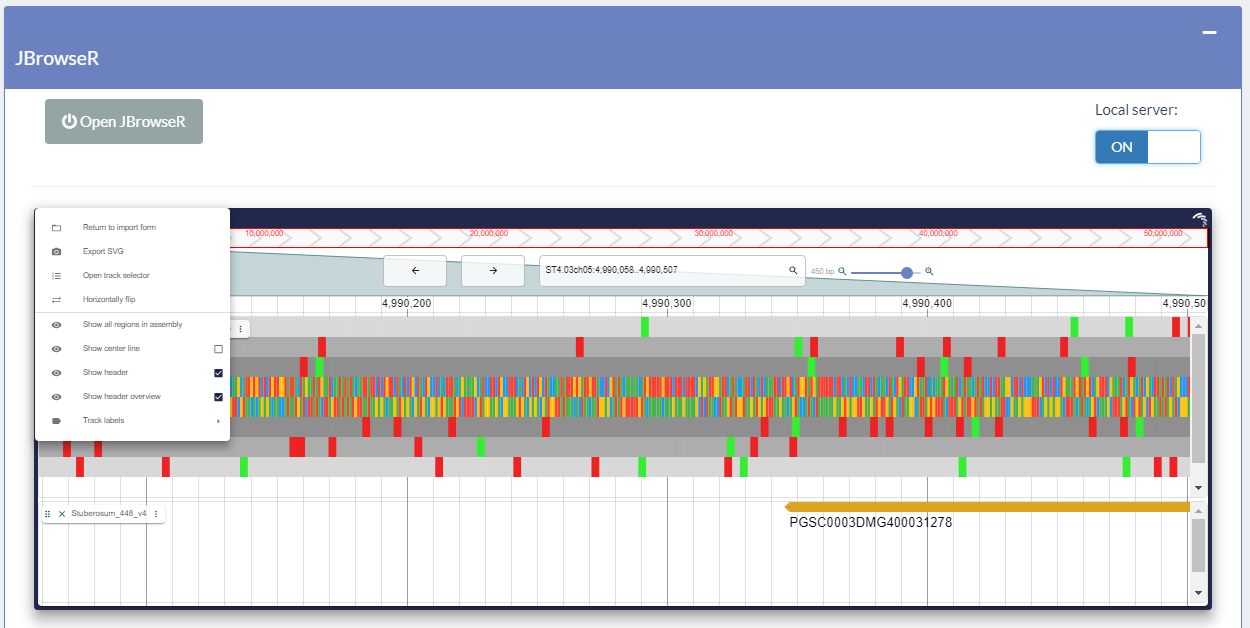 JBrowseR
Open JBrowseR
Local server:
ON
Return to import form
Export SVG
Open track selector
Horizontally flip
Show all regions in assembly
Show center line
Show header
Show header overview
Track labels
10,000,000 20,000,000 30,000,000 40,000,000 50,000,000
ST4.03ch05:4,990,058..4,990,507
450 bp
4,990,200 4,990,300 4,990,400 4,990,50
Stuberosum_448_v4
PGSC0003DMG400031278